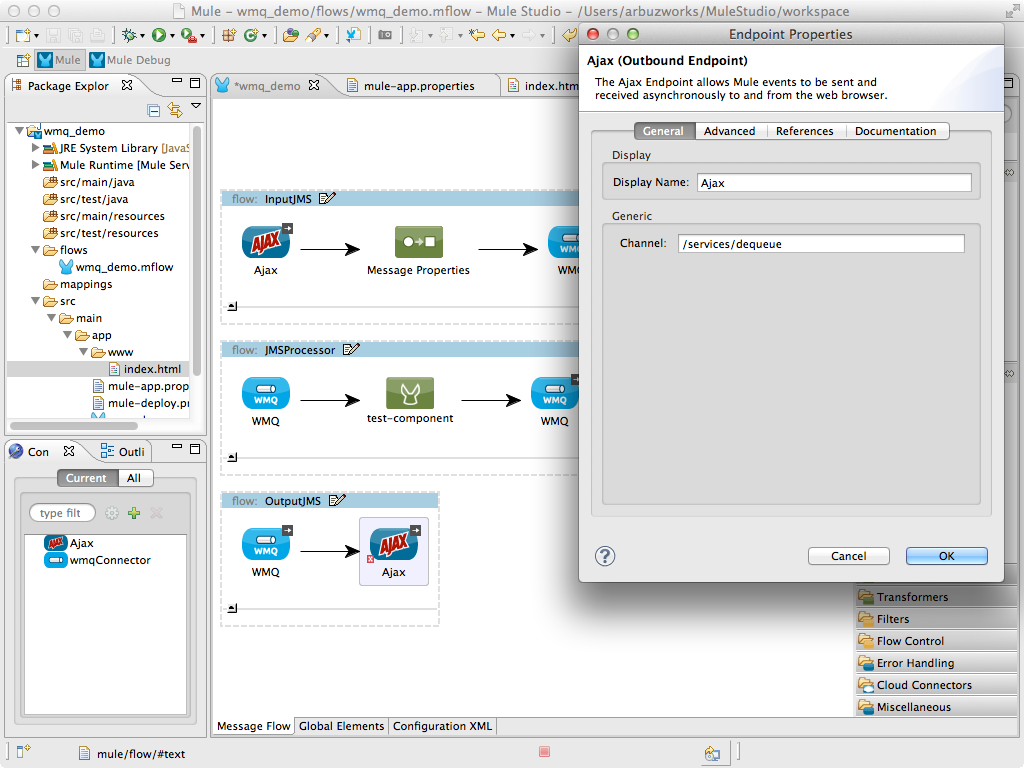 Mule – wmq_demo/flows/wmq_demo.mflow – Mule Studio – /Users/arbuzworks/MuleStudio/workspace
Mule
Mule Debug
Package Explor
wmq_demo
JRE System Library [JavaS
Mule Runtime [Mule Serv
src/main/java
src/test/java
src/main/resources
src/test/resources
flows
wmq_demo.mflow
mappings
src
main
app
www
index.html
mule-app.prop
mule-deploy.pr
Con
Outli
Current
All
type filt
Ajax
wmqConnector
*wmq_demo
mule-app.properties
index.htm
flow: InputJMS
AJAX
Ajax
Message Properties
WM
WMQ
flow: JMSProcessor
WMQ
WMQ
test-component
WMQ
WMQ
flow: OutputJMS
WMQ
WMQ
AJAX
Ajax
Message Flow
Global Elements
Configuration XML
Endpoint Properties
Ajax (Outbound Endpoint)
The Ajax Endpoint allows Mule events to be sent and
received asynchronously to and from the web browser.
General
Advanced
References
Documentation
Display
Display Name: Ajax
Generic
Channel: /services/dequeue
Cancel
OK
Transformers
Filters
Flow Control
Error Handling
Cloud Connectors
Miscellaneous
mule/flow/#text